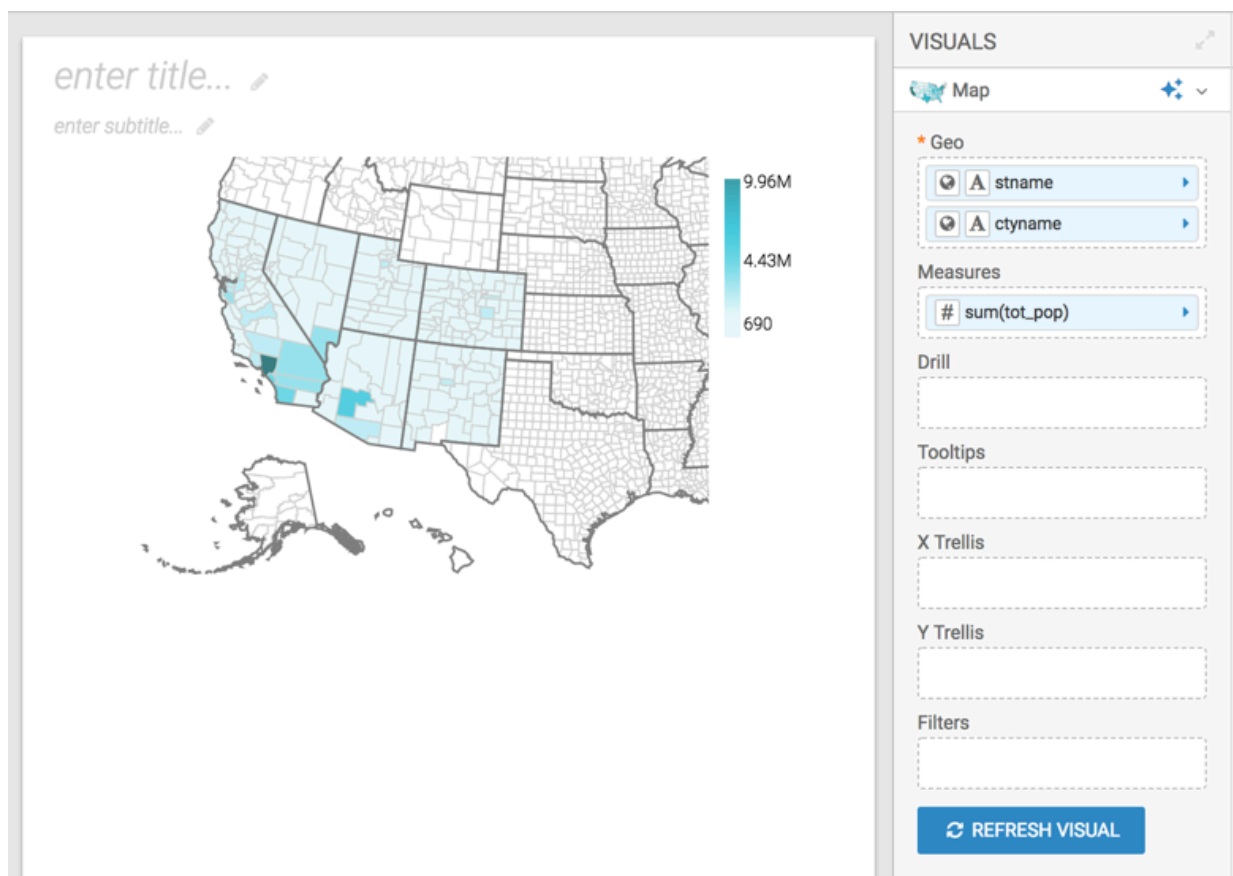 enter title...
enter subtitle...
9.96M
4.43M
690
VISUALS
Map
* Geo
A stname
A ctyname
Measures
# sum(tot_pop)
Drill
Tooltips
X Trellis
Y Trellis
Filters
REFRESH VISUAL